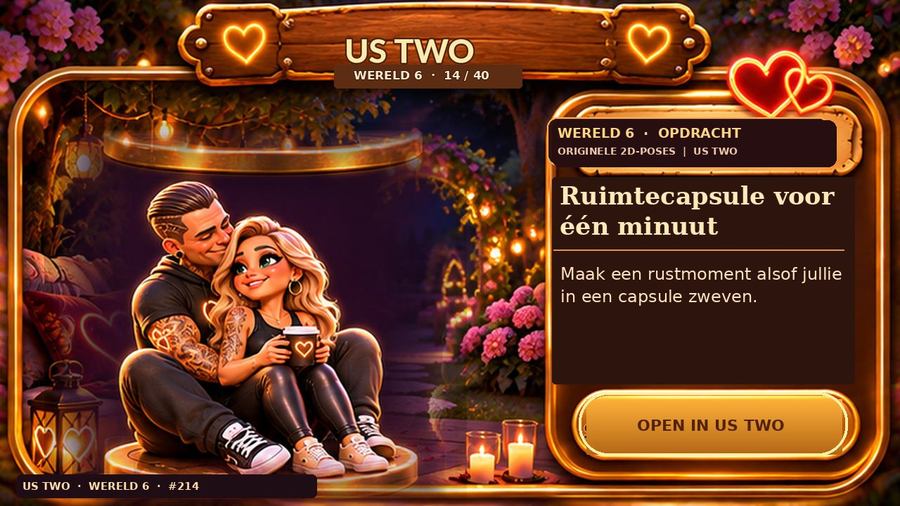 US TWO
WERELD 6 · 14 / 40
WERELD 6 · OPDRACHT
ORIGINELE 2D-POSES | US TWO
Ruimtecapsule voor
één minuut
Maak een rustmoment alsof jullie
in een capsule zweven.
OPEN IN US TWO
US TWO · WERELD 6 · #214